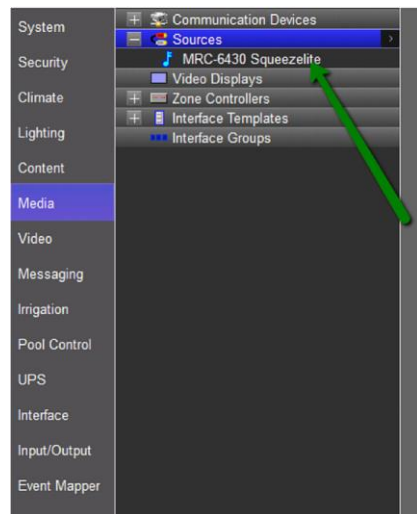 System
Security
Climate
Lighting
Content
Media
Video
Messaging
Irrigation
Pool Control
UPS
Interface
Input/Output
Event Mapper
Communication Devices
Sources
MRC-6430 Squeezelite
Video Displays
Zone Controllers
Interface Templates
Interface Groups